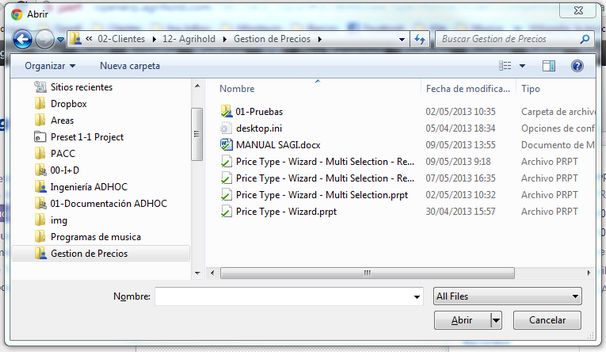 Abrir
« 02-Clientes ▸ 12- Agrihold ▸ Gestion de Precios ▸
Buscar Gestion de Precios
Organizar Nueva carpeta
Sitios recientes
Dropbox
Areas
Preset 1-1 Project
PACC
00-I+D
Ingeniería ADHOC
01-Documentación ADHOC
img
Programas de musica
Gestion de Precios
Nombre Fecha de modifica... Tipo
01-Pruebas 02/05/2013 10:35 Carpeta de archivo
desktop.ini 05/04/2013 18:34 Opciones de conf
MANUAL SAGI.docx 09/05/2013 13:55 Documento de M
Price Type - Wizard - Multi Selection - Re... 09/05/2013 9:18 Archivo PRPT
Price Type - Wizard - Multi Selection - Re... 07/05/2013 16:35 Archivo PRPT
Price Type - Wizard - Multi Selection.prpt 02/05/2013 10:32 Archivo PRPT
Price Type - Wizard.prpt 30/04/2013 15:57 Archivo PRPT
Nombre: All Files
Abrir Cancelar